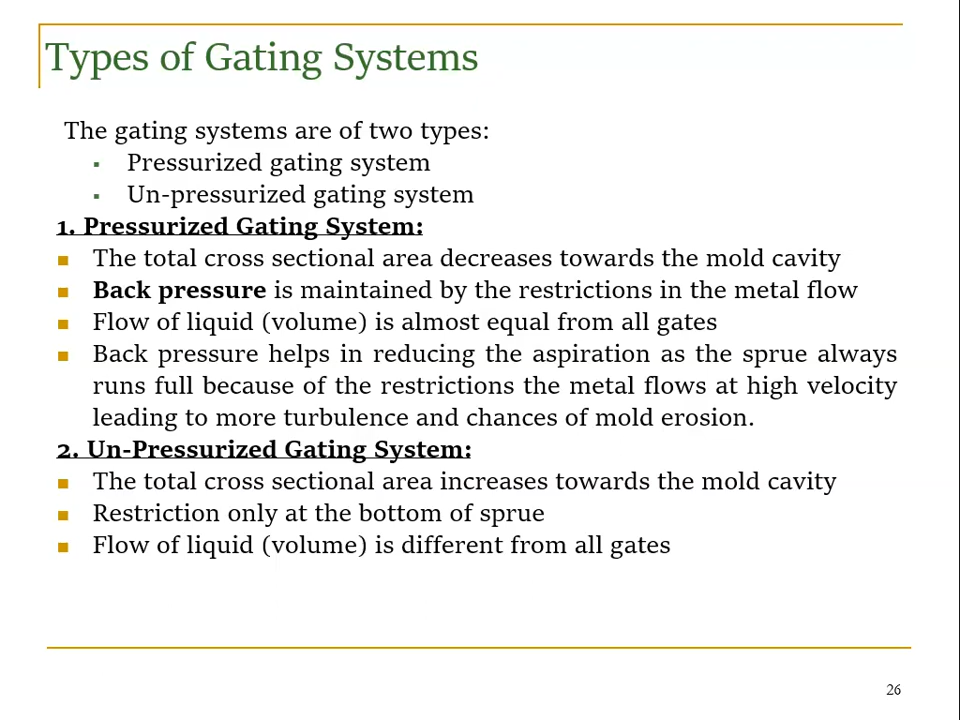 Types of Gating Systems
The gating systems are of two types:
▪ Pressurized gating system
▪ Un-pressurized gating system
1. Pressurized Gating System:
■ The total cross sectional area decreases towards the mold cavity
■ Back pressure is maintained by the restrictions in the metal flow
■ Flow of liquid (volume) is almost equal from all gates
■ Back pressure helps in reducing the aspiration as the sprue always
runs full because of the restrictions the metal flows at high velocity
leading to more turbulence and chances of mold erosion.
2. Un-Pressurized Gating System:
■ The total cross sectional area increases towards the mold cavity
■ Restriction only at the bottom of sprue
■ Flow of liquid (volume) is different from all gates
26